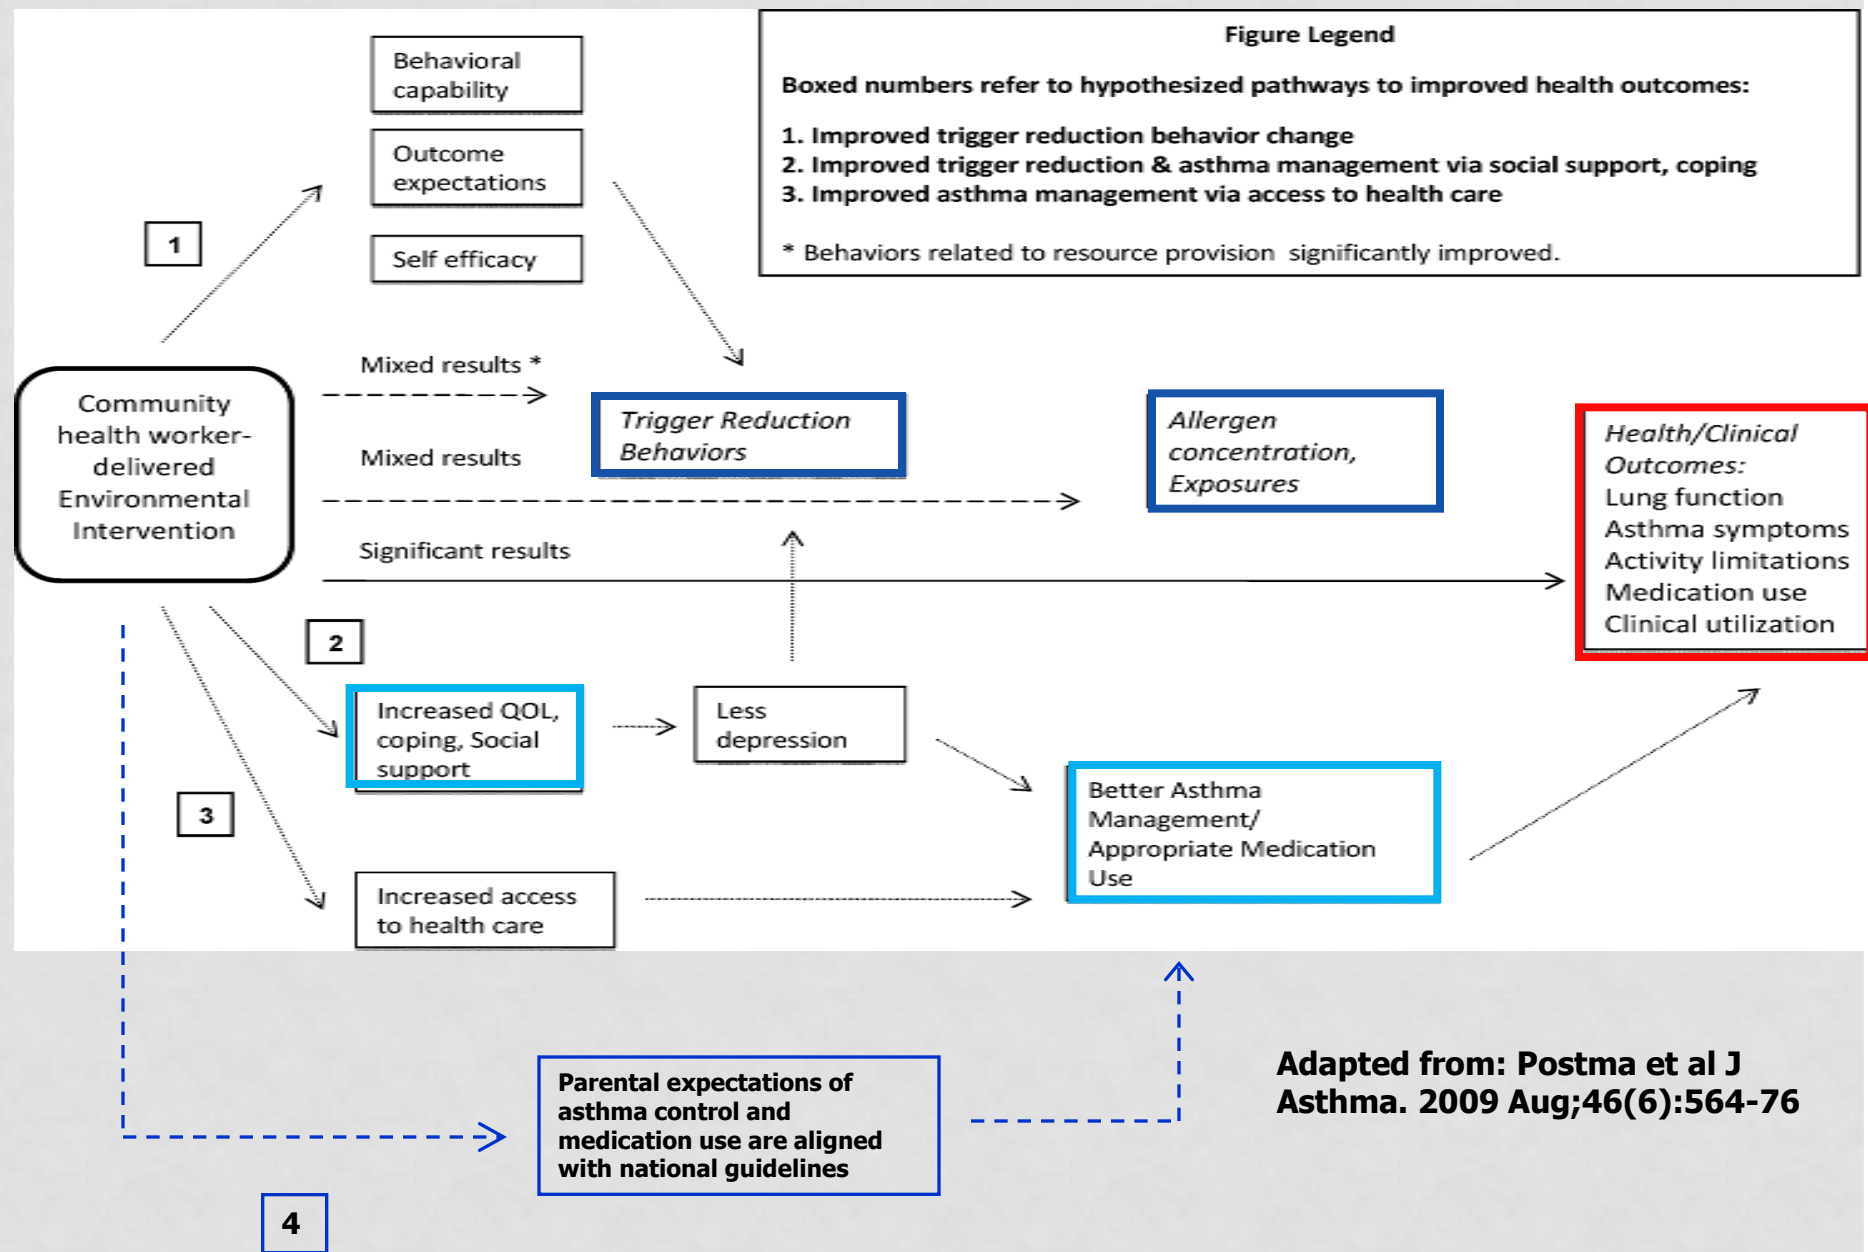 Figure Legend
Boxed numbers refer to hypothesized pathways to improved health outcomes:
1. Improved trigger reduction behavior change
2. Improved trigger reduction & asthma management via social support, coping
3. Improved asthma management via access to health care
* Behaviors related to resource provision significantly improved.
Behavioral
capability
Outcome
expectations
Self efficacy
1
Mixed results *
Mixed results
Significant results
Community
health worker-
delivered
Environmental
Intervention
Trigger Reduction
Behaviors
Allergen
concentration,
Exposures
Health/Clinical
Outcomes:
Lung function
Asthma symptoms
Activity limitations
Medication use
Clinical utilization
2
Increased QOL,
coping, Social
support
Less
depression
3
Better Asthma
Management/
Appropriate Medication
Use
Increased access
to health care
Parental expectations of
asthma control and
medication use are aligned
with national guidelines
4
Adapted from: Postma et al J
Asthma. 2009 Aug;46(6):564-76